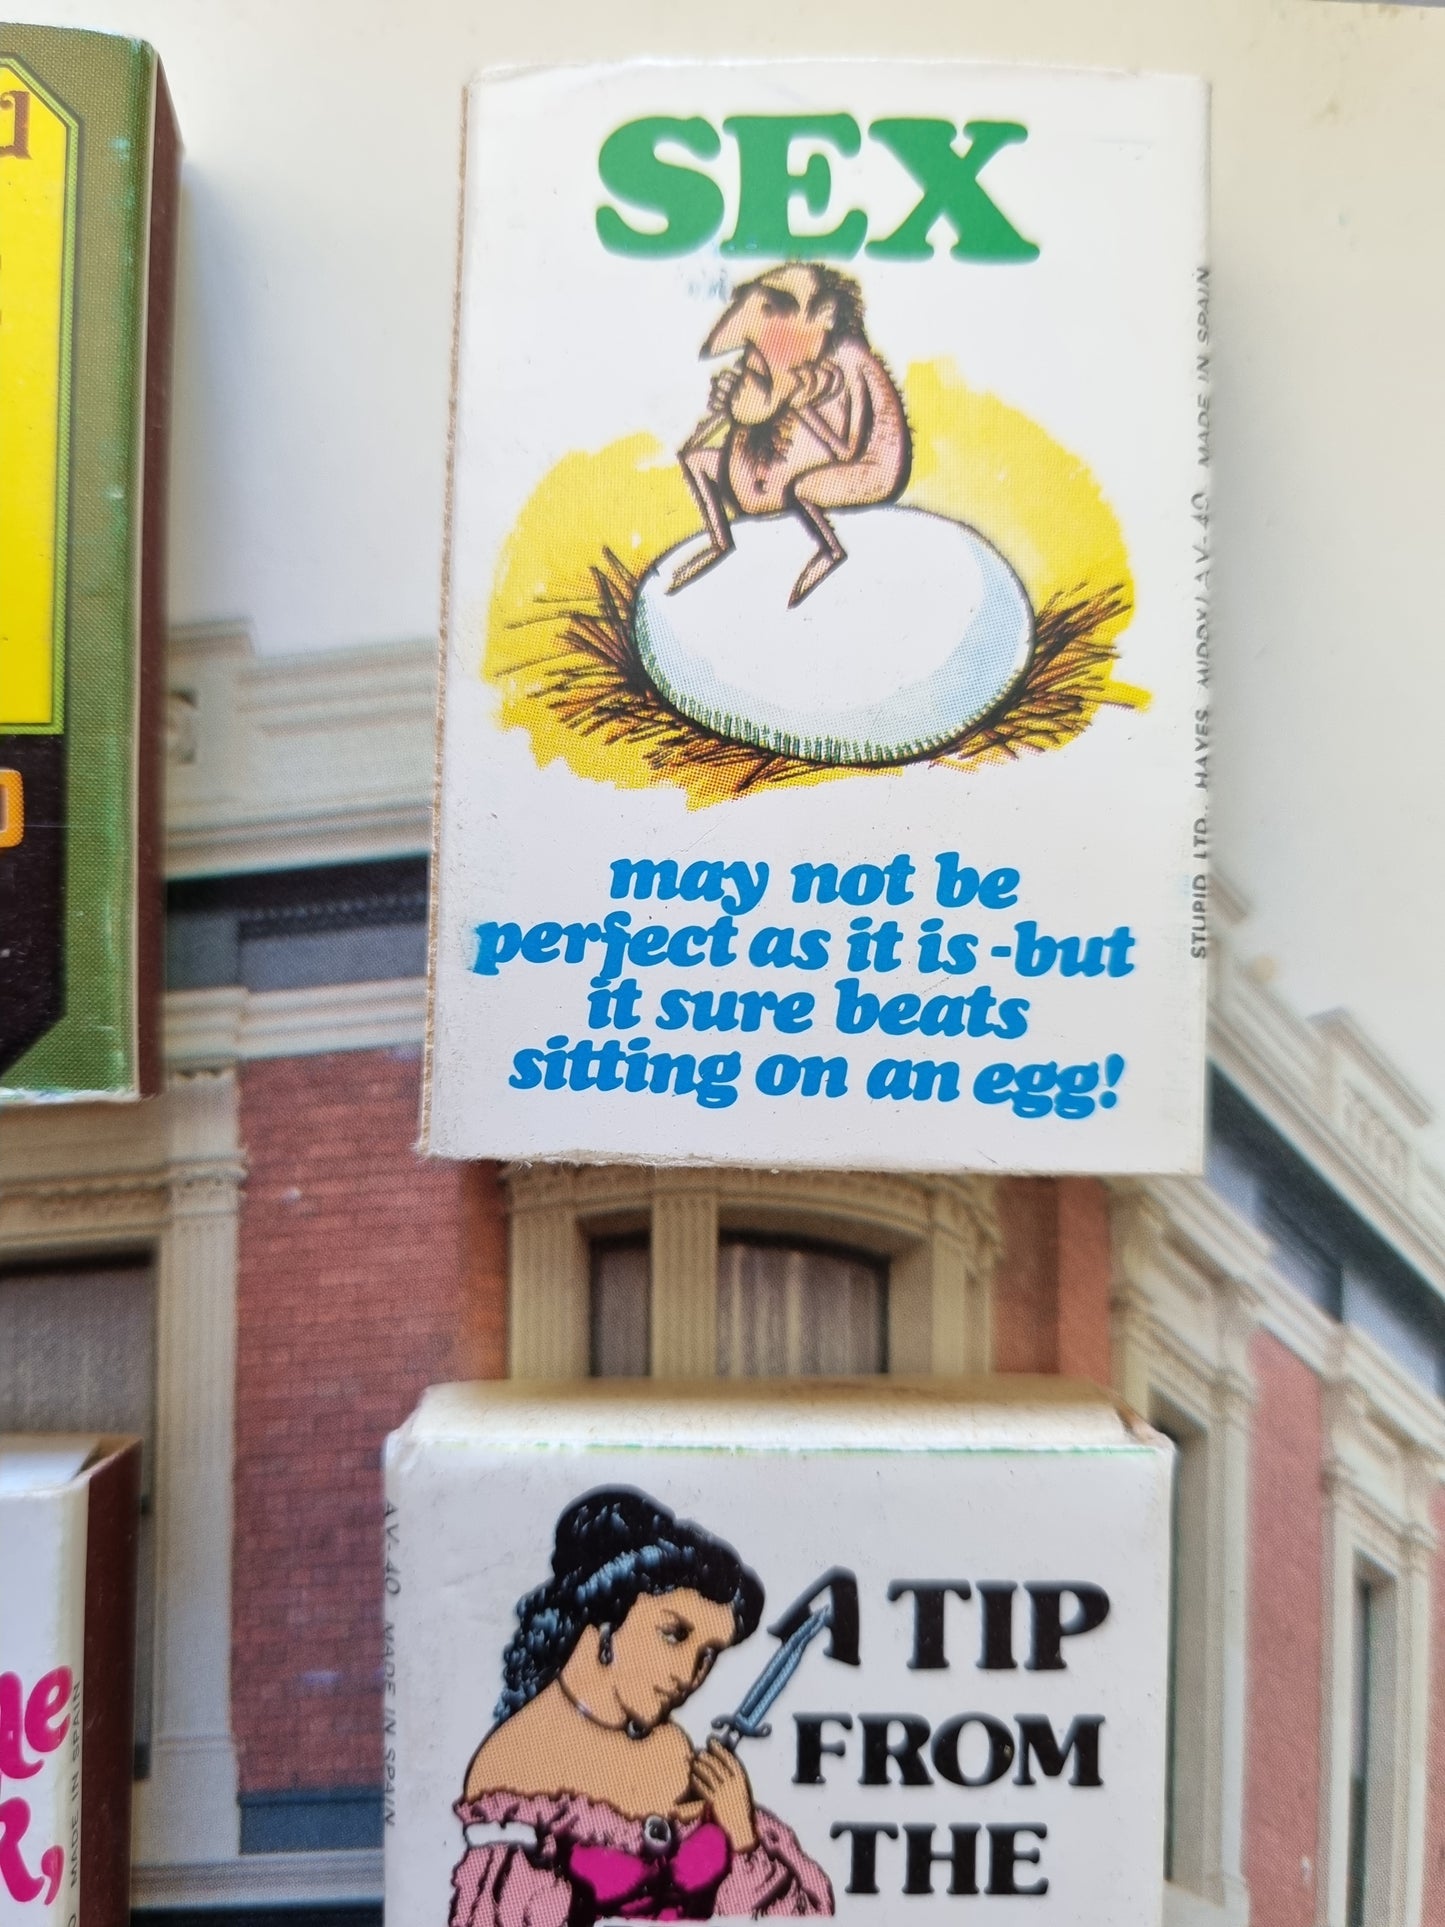 SEX
may not be
perfect as it is -but
it sure beats
sitting on an egg!
STUPID LTD. HAYES MIDDX/AV-40. MADE IN SPAIN
A TIP
FROM
THE
AV-40 MADE IN SPAIN
MADE IN SPAIN